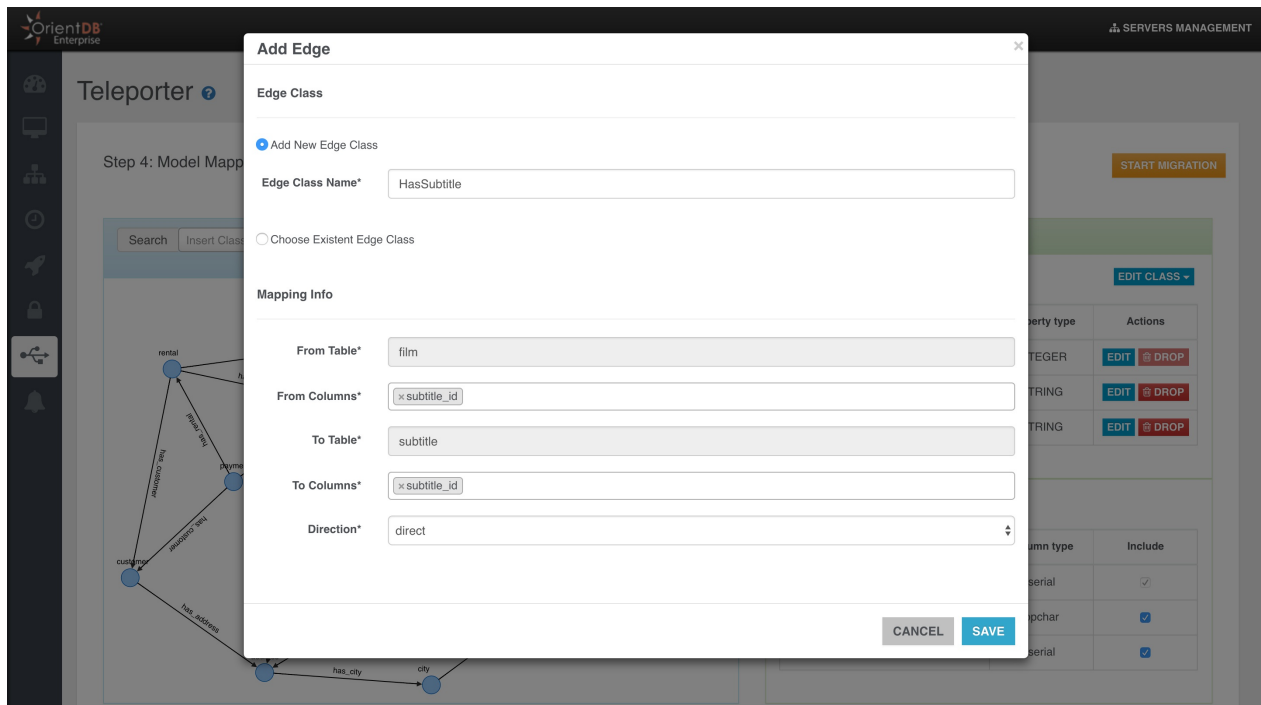 OrientDB
Enterprise
SERVERS MANAGEMENT
Teleporter
Step 4: Model Mapp
START MIGRATION
Search
Insert Clas
EDIT CLASS
perty type
Actions
TEGER
EDIT
DROP
TRING
EDIT
DROP
TRING
EDIT
DROP
rental
has_rental
has_customer
payme
has_customer
customer
has_address
has_city
city
umn type
Include
serial
serial
Add Edge
×
Edge Class
Add New Edge Class
Edge Class Name*
HasSubtitle
Choose Existent Edge Class
Mapping Info
From Table*
film
From Columns*
×subtitle_id
To Table*
subtitle
To Columns*
×subtitle_id
Direction*
direct
CANCEL
SAVE